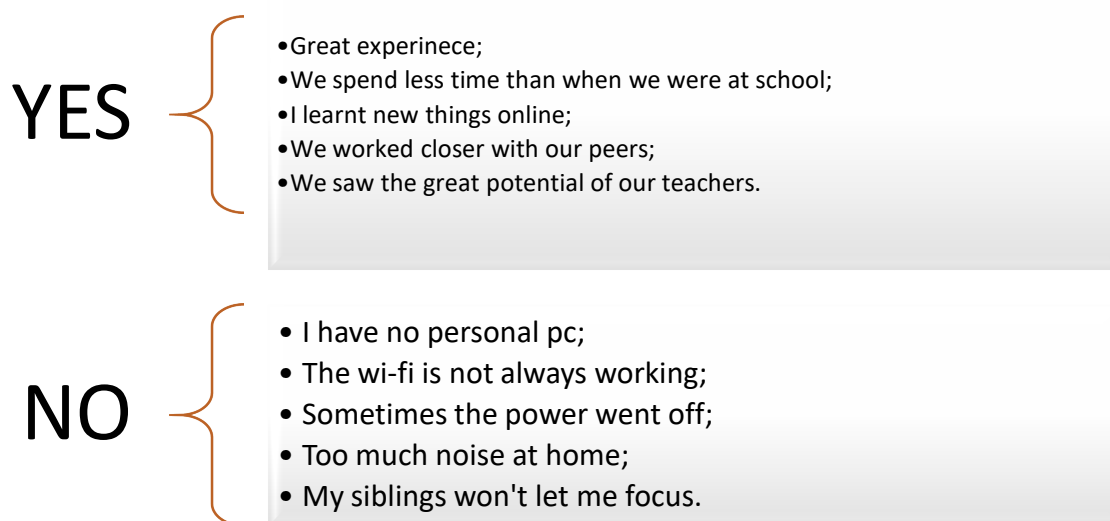 YES
•Great experinece;
•We spend less time than when we were at school;
•I learnt new things online;
•We worked closer with our peers;
•We saw the great potential of our teachers.
NO
• I have no personal pc;
• The wi-fi is not always working;
• Sometimes the power went off;
• Too much noise at home;
• My siblings won't let me focus.